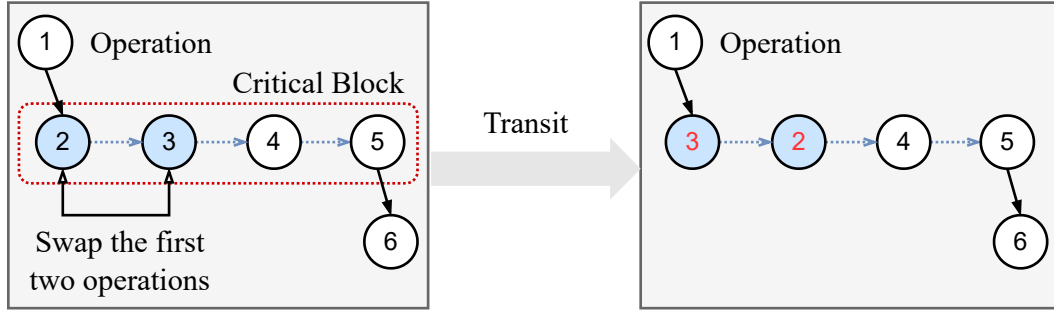 1 Operation
Critical Block
2 3 4 5
6
Swap the first
two operations
Transit
1 Operation
3 2 4 5
6